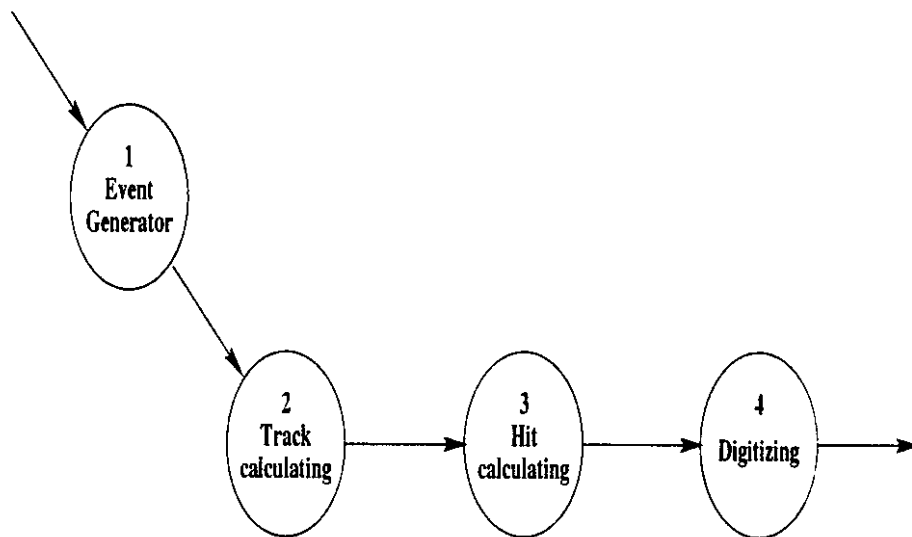 1
Event
Generator
2
Track
calculating
3
Hit
calculating
4
Digitizing